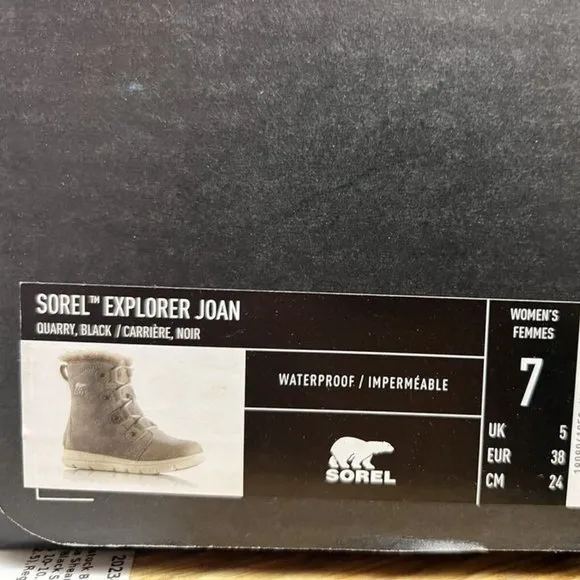 SOREL™ EXPLORER JOAN
QUARRY, BLACK / CARRIÈRE, NOIR
WATERPROOF / IMPERMÉABLE
SOREL
WOMEN'S
FEMMES
7
UK 5
EUR 38
CM 24
2023